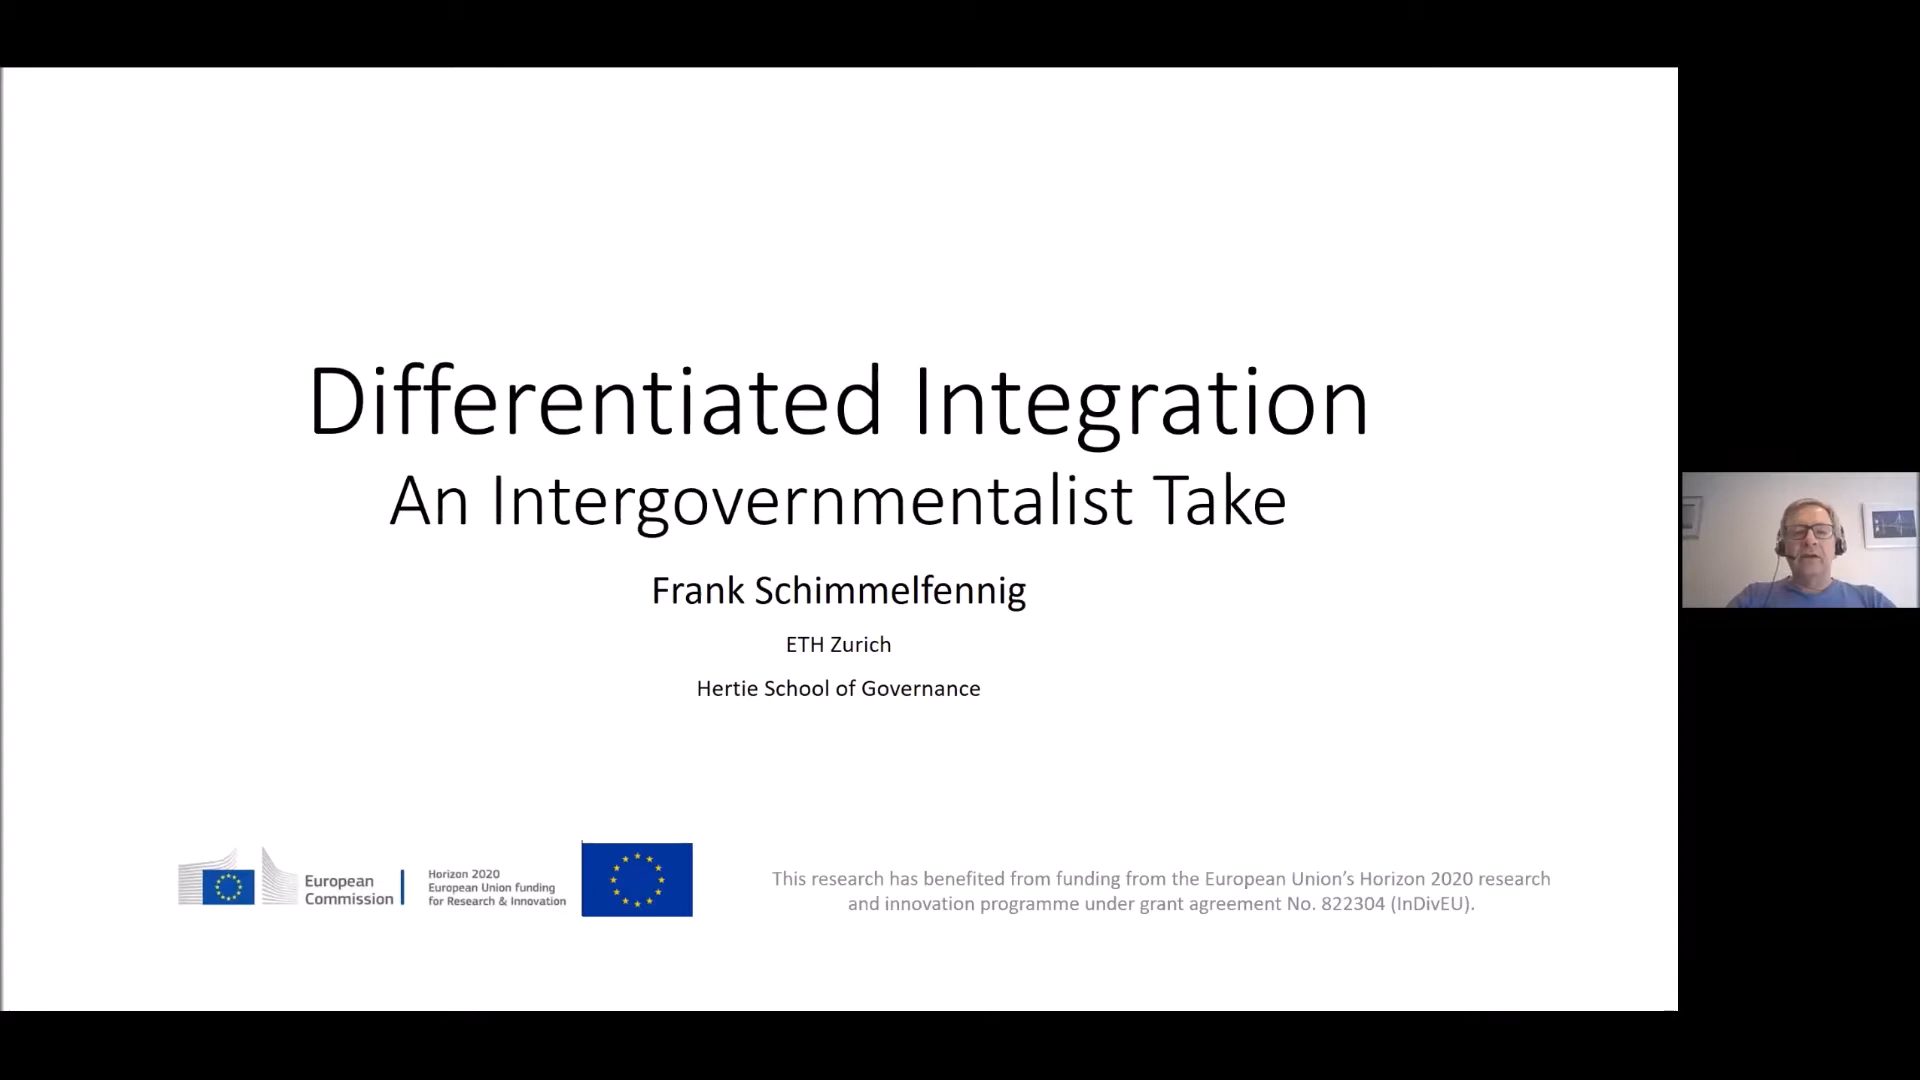 Differentiated Integration
An Intergovernmentalist Take
Frank Schimmelfennig
ETH Zurich
Hertie School of Governance
European
Commission
Horizon 2020
European Union funding
for Research & Innovation
This research has benefited from funding from the European Union’s Horizon 2020 research
and innovation programme under grant agreement No. 822304 (InDivEU).